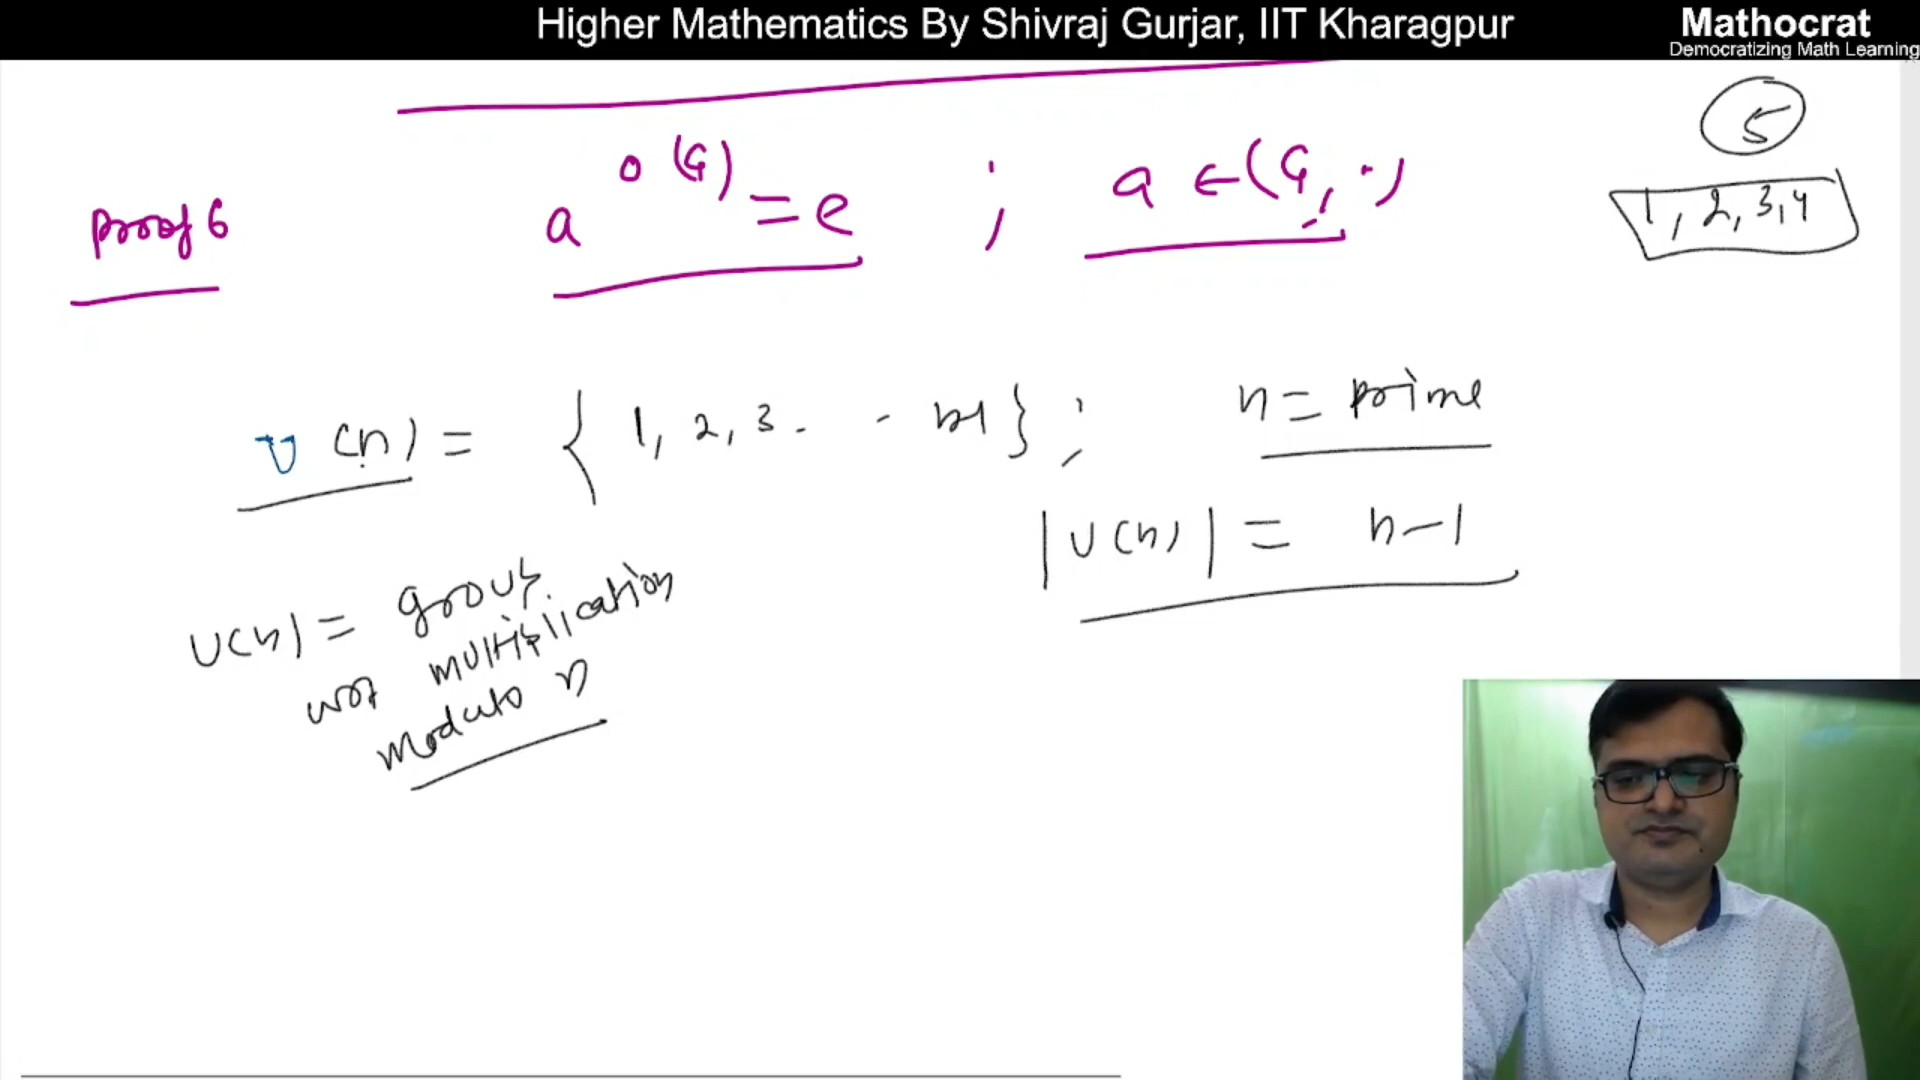 Higher Mathematics By Shivraj Gurjar, IIT Kharagpur
Mathocrat
Democratizing Math Learning
5
1, 2, 3, 4
Proof 6 a^{o(G)} = e ; a ∈ (G, ·)
U(n) = { 1, 2, 3 . . n-1 } ; n = prime
|U(n)| = n-1
U(n) = group
wor multiplication
modulo n